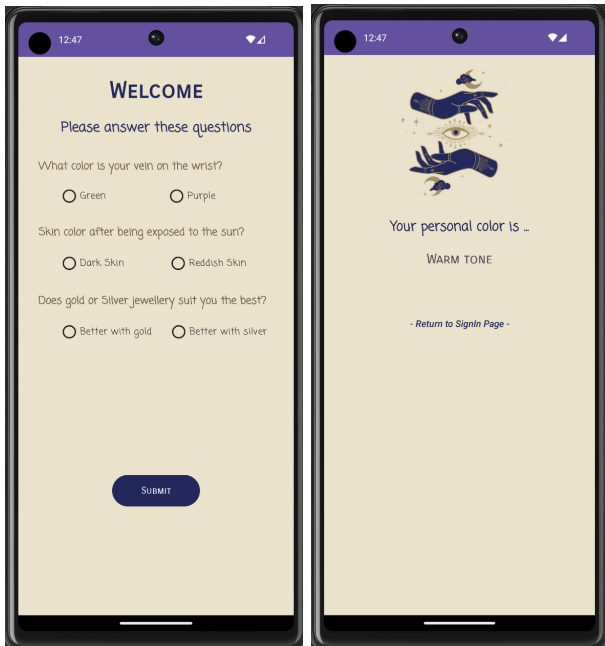 12:47
Welcome
Please answer these questions
What color is your vein on the wrist?
Green Purple
Skin color after being exposed to the sun?
Dark Skin Reddish Skin
Does gold or Silver jewellery suit you the best?
Better with gold Better with silver
Submit
12:47
Your personal color is ...
Warm tone
- Return to SignIn Page -